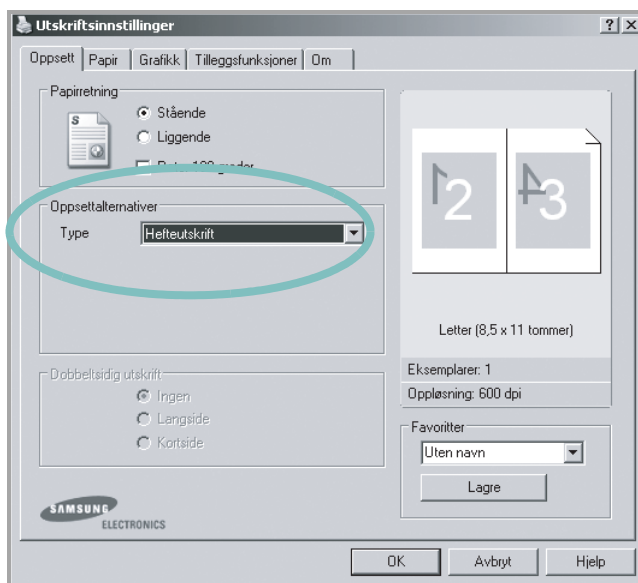 Utskriftsinnstillinger
Oppsett Papir Grafikk Tilleggsfunksjoner Om
Papirretning
S
Stående
Liggende
Oppsettalternativer
Type Hefteutskrift
1 2 4 3
Letter (8,5 x 11 tommer)
Eksemplarer: 1
Oppløsning: 600 dpi
Dobbeltsidig utskrift
Ingen
Langside
Kortside
Favoritter
Uten navn
Lagre
SAMSUNG
ELECTRONICS
OK Avbryt Hjelp